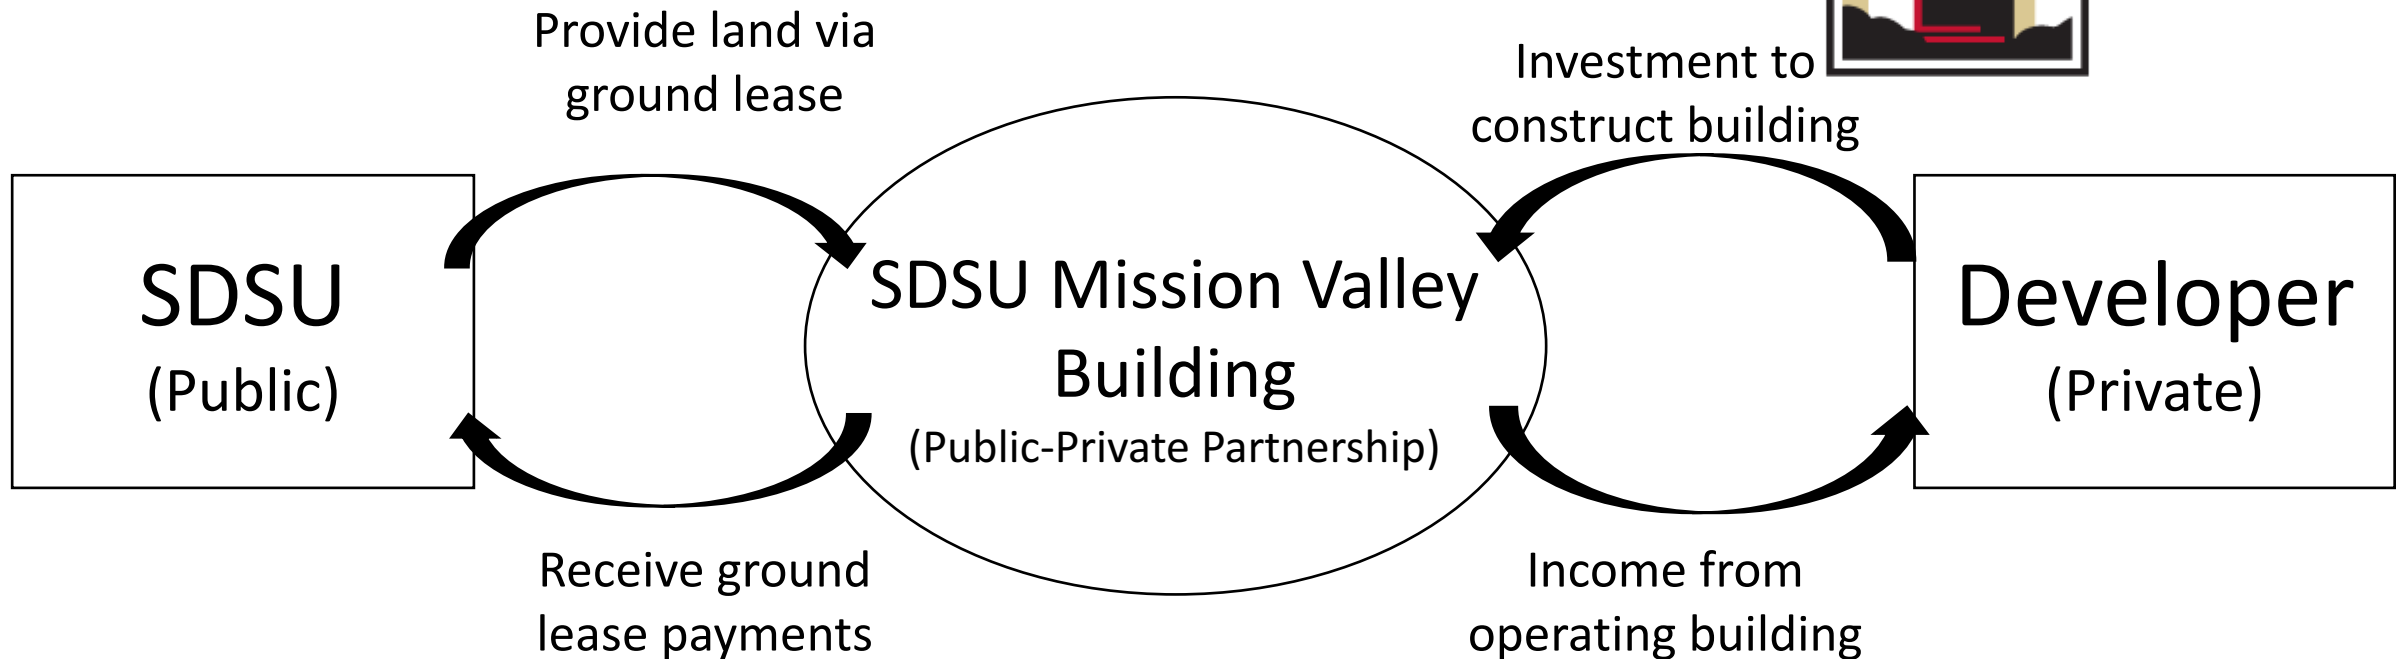 Provide land via
ground lease
Investment to
construct building
SDSU
(Public)
SDSU Mission Valley
Building
(Public-Private Partnership)
Developer
(Private)
Receive ground
lease payments
Income from
operating building